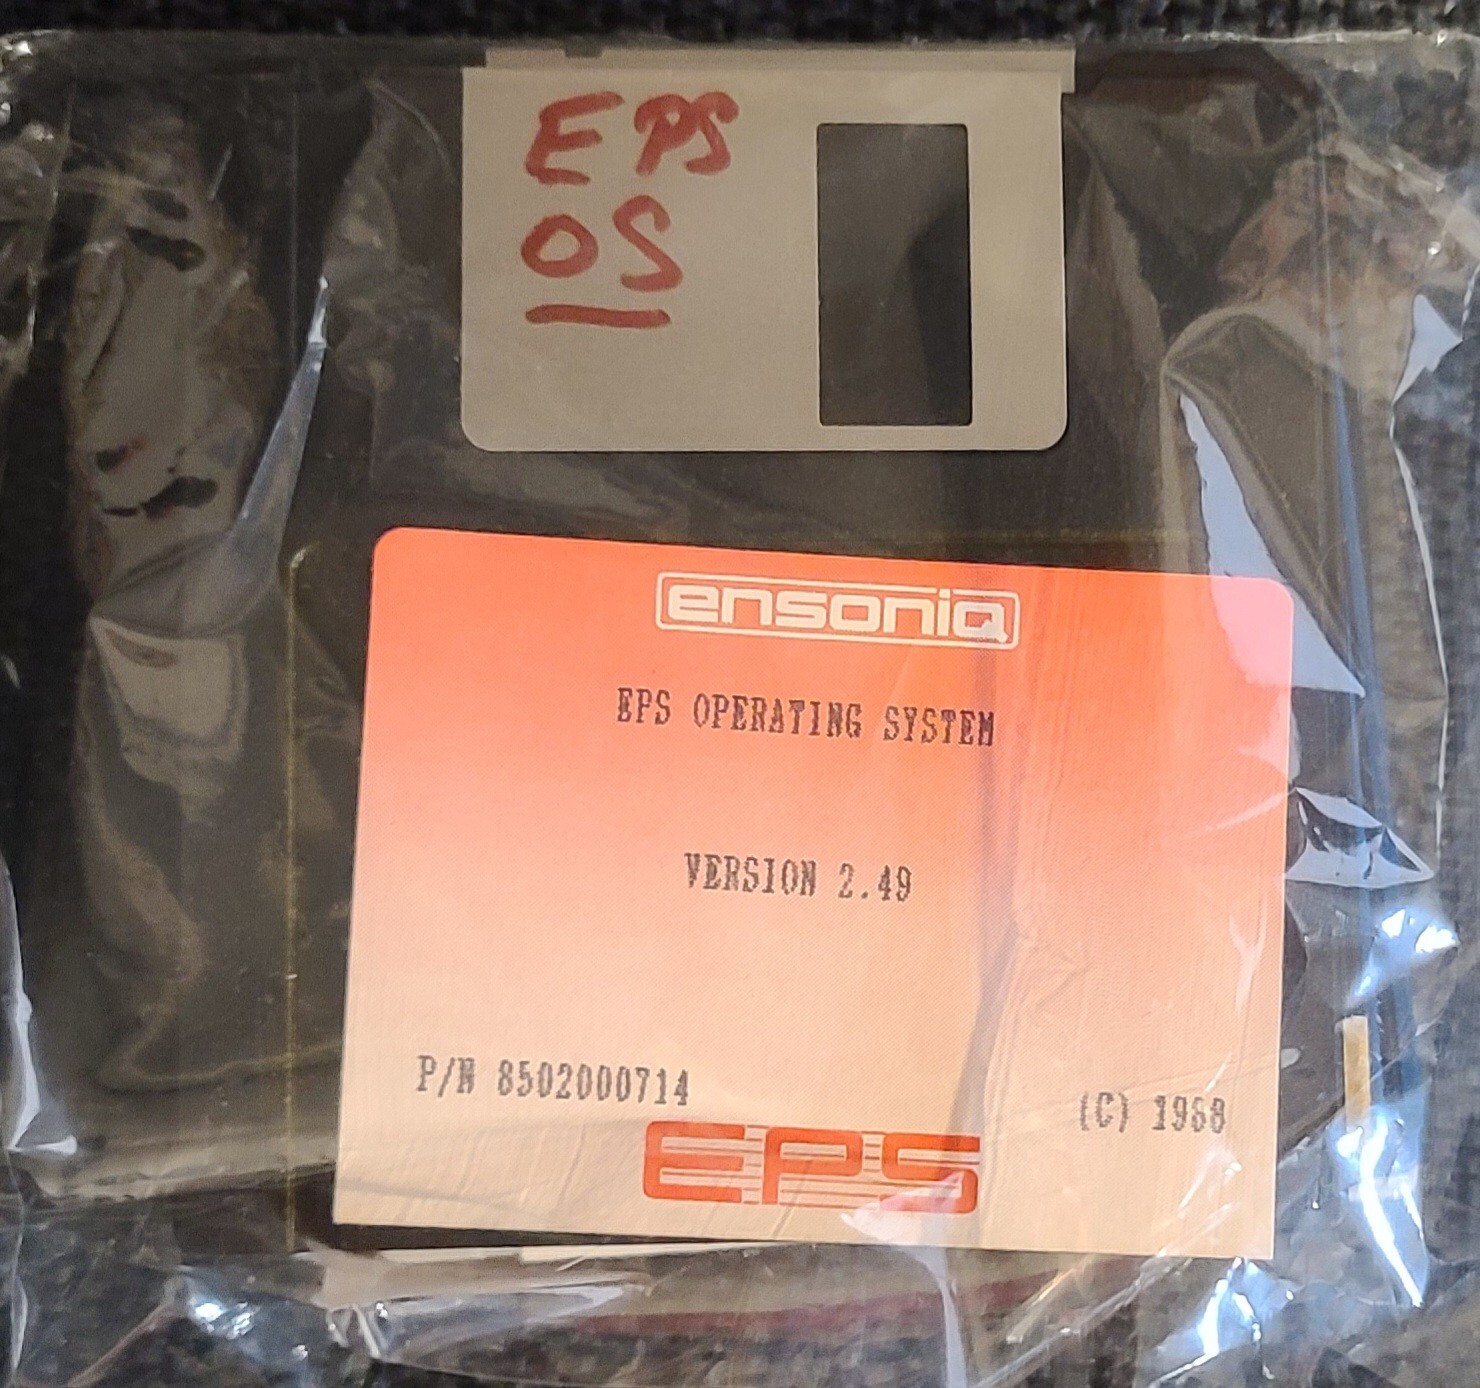 EPS
OS
ensoniq
EPS OPERATING SYSTEM
VERSION 2.49
P/N 8502000714
(C) 1988
EPS